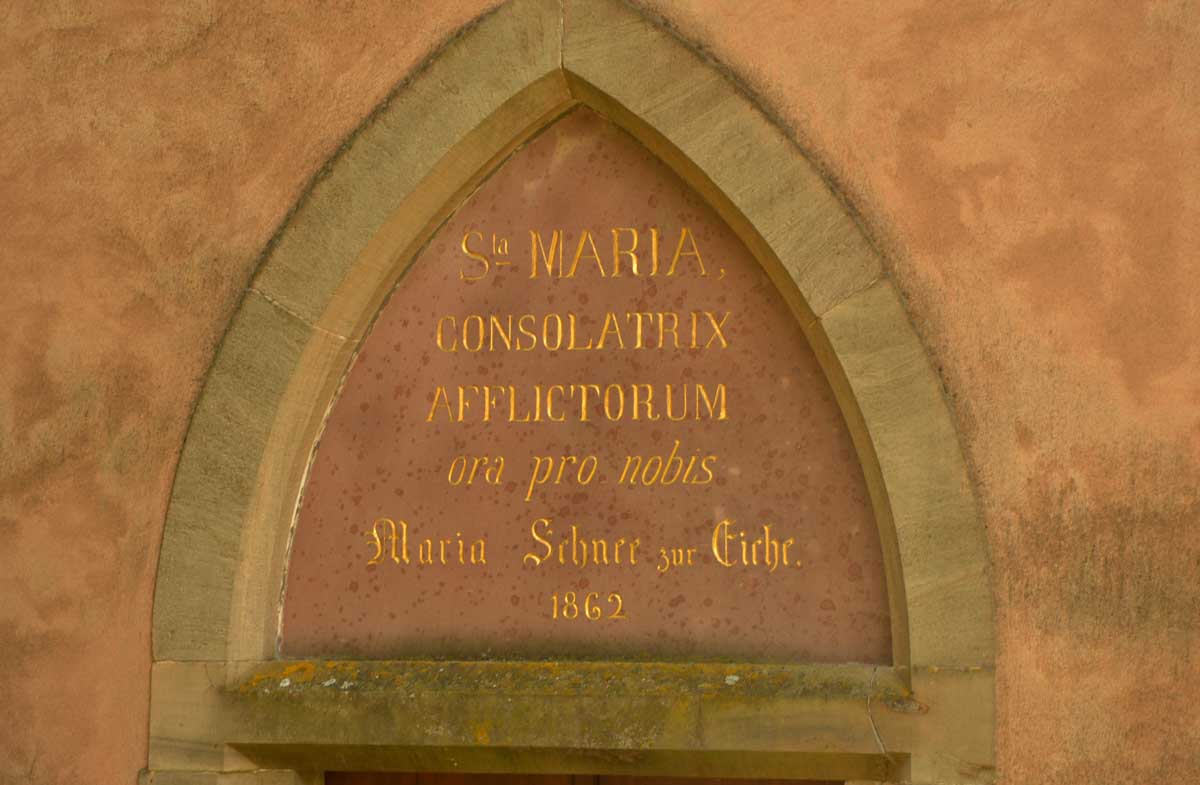 Sta MARIA,
CONSOLATRIX
AFFLICTORUM
ora pro nobis
Maria Schnee zur Eiche.
1862